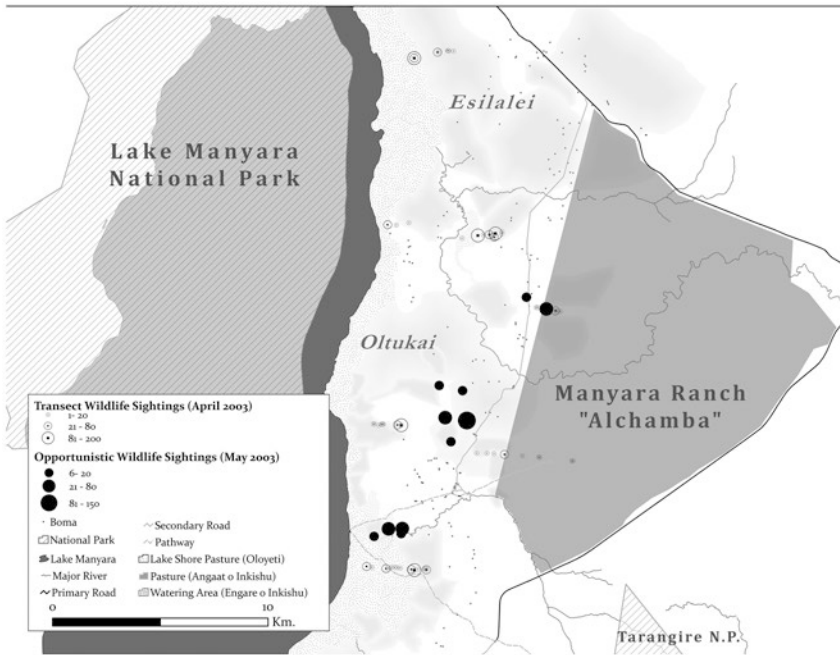 Esilalei
Lake Manyara
National Park
Oltukai
Manyara Ranch
"Alchamba"
Transect Wildlife Sightings (April 2003)
1- 20
21 - 80
81 - 200
Opportunistic Wildlife Sightings (May 2003)
6- 20
21 - 80
81 - 150
Boma
National Park
Lake Manyara
Major River
Primary Road
Secondary Road
Pathway
Lake Shore Pasture (Oloyeti)
Pasture (Angaat o Inkishu)
Watering Area (Engare o Inkishu)
0 10
Km.
Tarangire N.P.